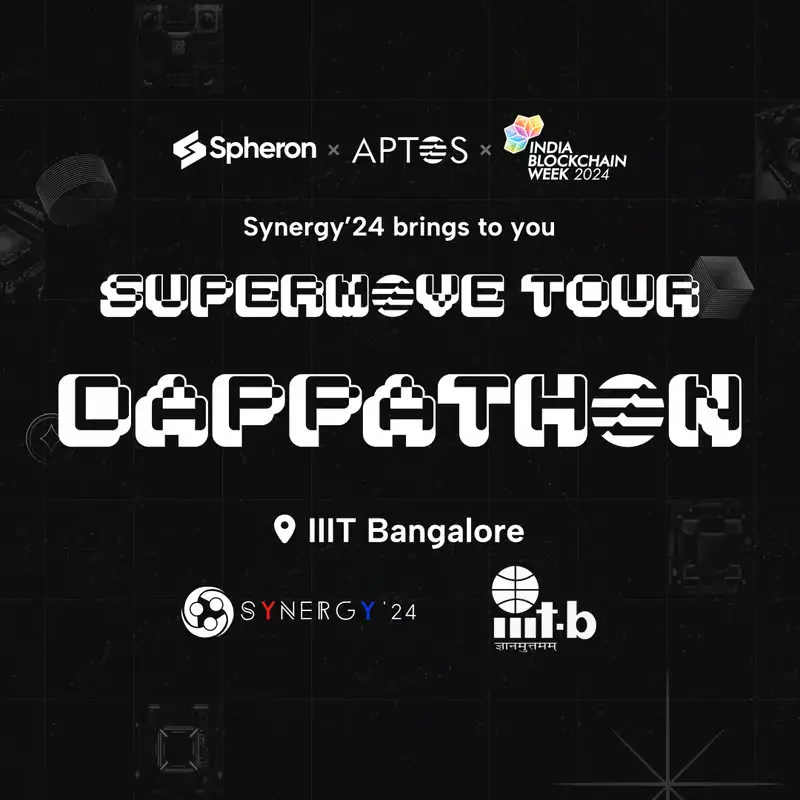 Spheron × APTOS × INDIA BLOCKCHAIN WEEK 2024
Synergy'24 brings to you
SUPERMOVE TOUR
DAPPATHON
IIIT Bangalore
SYNERGY '24
iiit-b
ज्ञानमुत्तमम्